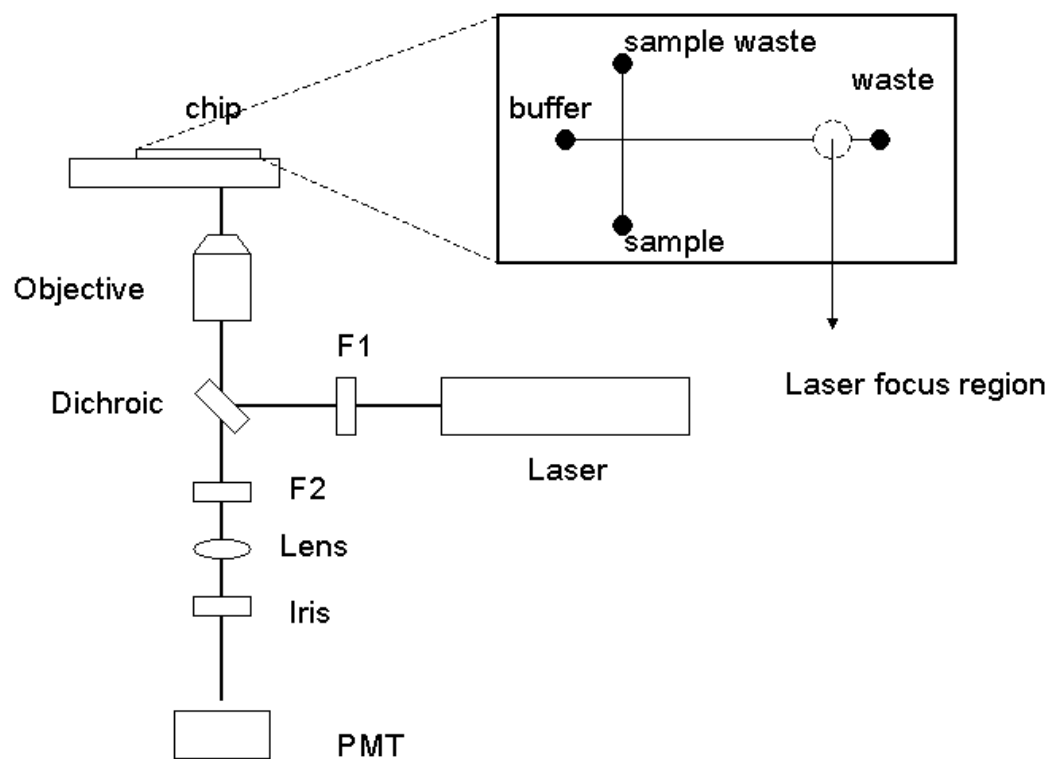 sample waste
waste
buffer
chip
sample
Objective
F1
Laser focus region
Dichroic
Laser
F2
Lens
Iris
PMT